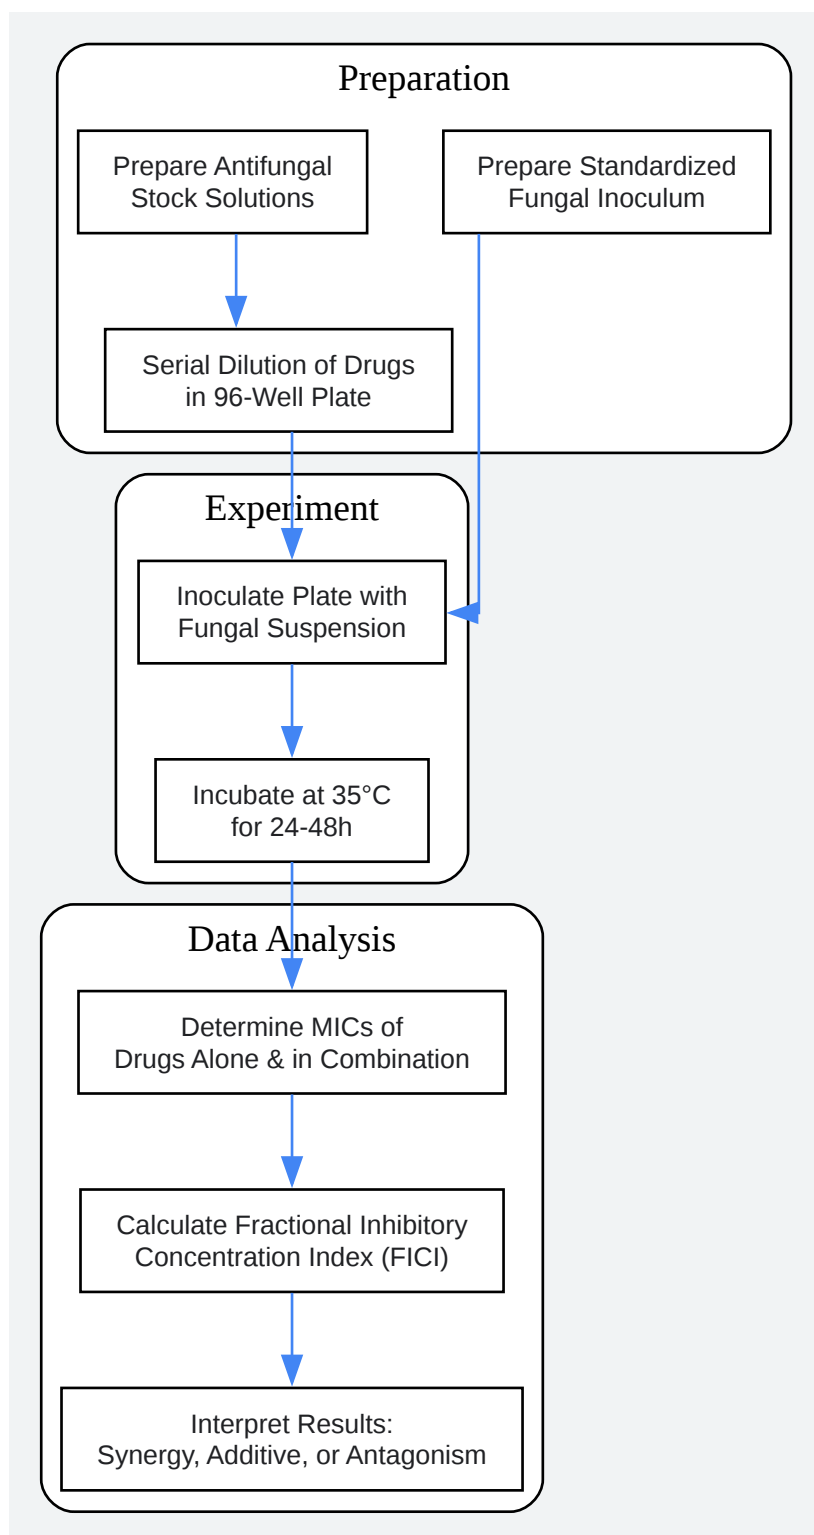 Preparation
Prepare Antifungal
Stock Solutions
Prepare Standardized
Fungal Inoculum
Serial Dilution of Drugs
in 96-Well Plate
Experiment
Inoculate Plate with
Fungal Suspension
Incubate at 35°C
for 24-48h
Data Analysis
Determine MICs of
Drugs Alone & in Combination
Calculate Fractional Inhibitory
Concentration Index (FICI)
Interpret Results:
Synergy, Additive, or Antagonism